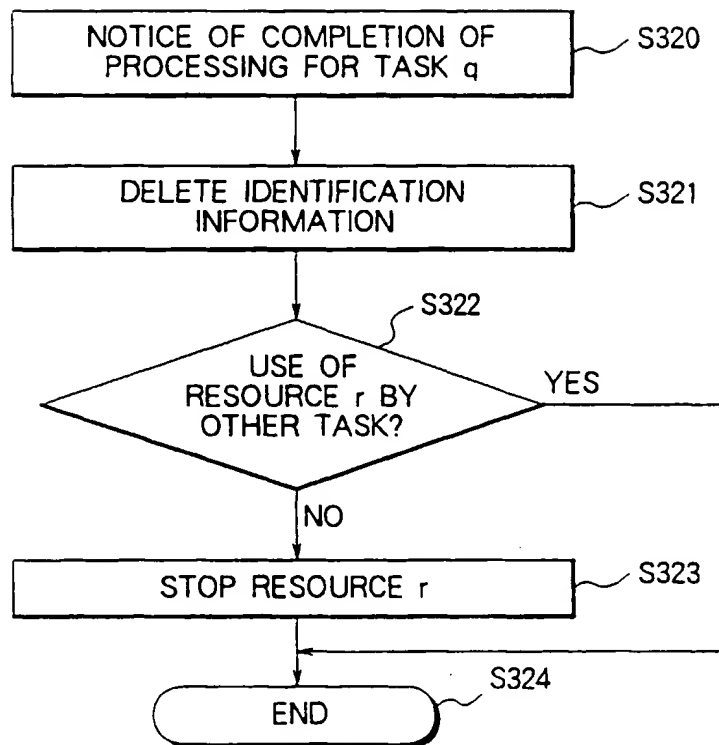 NOTICE OF COMPLETION OF
PROCESSING FOR TASK q
S320
DELETE IDENTIFICATION
INFORMATION
S321
S322
USE OF
RESOURCE r BY
OTHER TASK?
YES
NO
STOP RESOURCE r
S323
S324
END